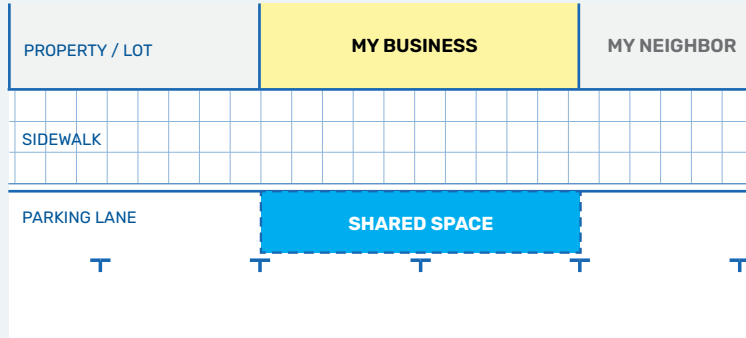 PROPERTY / LOT
MY BUSINESS
MY NEIGHBOR
SIDEWALK
PARKING LANE
SHARED SPACE